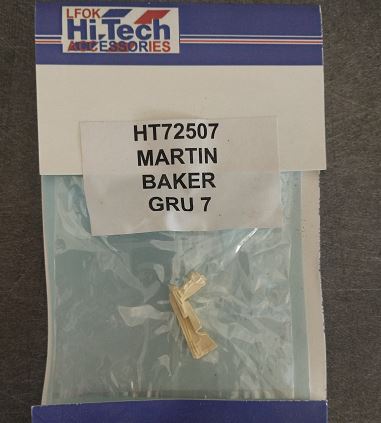 LFOK
Hi.Tech
ACCESSORIES
HT72507
MARTIN
BAKER
GRU 7